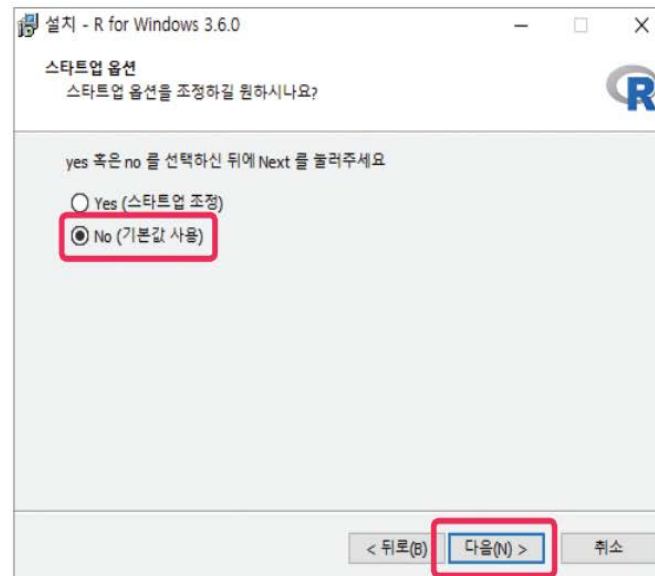 설치 - R for Windows 3.6.0
스타트업 옵션
스타트업 옵션을 조정하길 원하시나요?
R
yes 혹은 no 를 선택하신 뒤에 Next 를 눌러주세요
Yes (스타트업 조정)
No (기본값 사용)
< 뒤로(B)
다음(N) >
취소